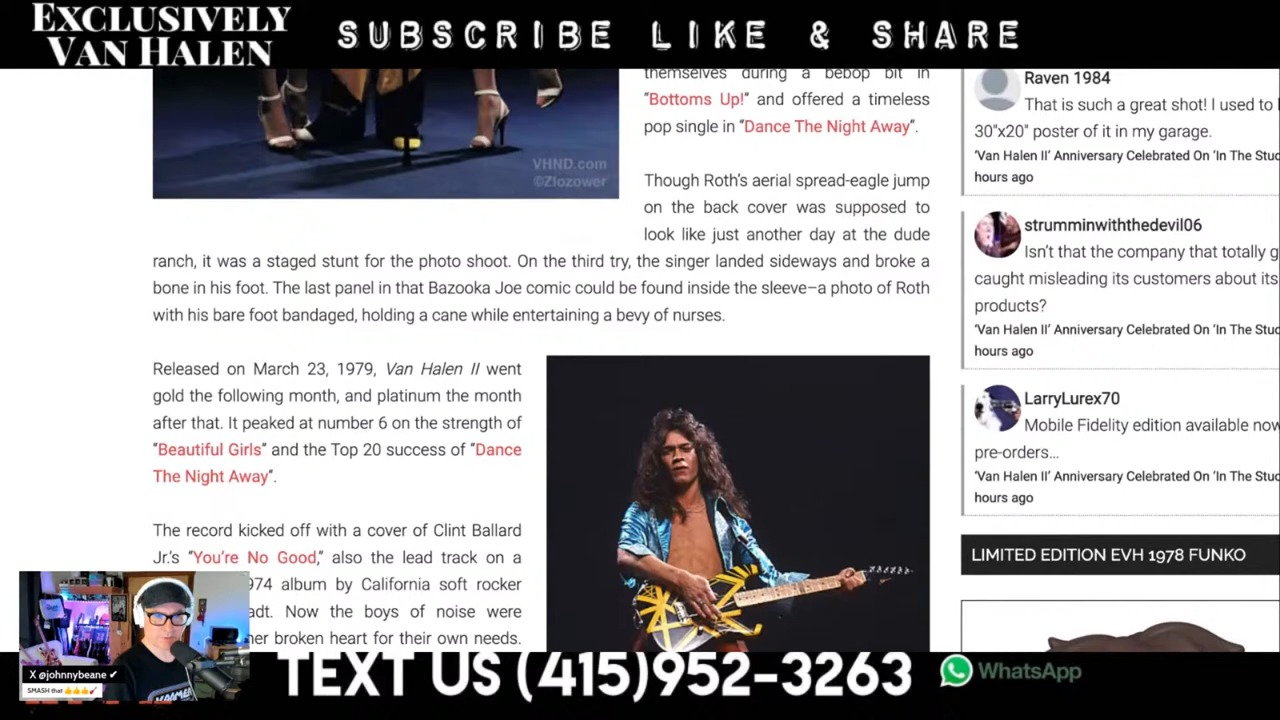 EXCLUSIVELY
VAN HALEN
SUBSCRIBE LIKE & SHARE
themselves during a bebop bit in
"Bottoms Up!" and offered a timeless
pop single in "Dance The Night Away".
VHND.com
©Zlozower
Though Roth's aerial spread-eagle jump
on the back cover was supposed to
look like just another day at the dude
ranch, it was a staged stunt for the photo shoot. On the third try, the singer landed sideways and broke a
bone in his foot. The last panel in that Bazooka Joe comic could be found inside the sleeve–a photo of Roth
with his bare foot bandaged, holding a cane while entertaining a bevy of nurses.
Released on March 23, 1979, Van Halen II went
gold the following month, and platinum the month
after that. It peaked at number 6 on the strength of
"Beautiful Girls" and the Top 20 success of "Dance
The Night Away".
The record kicked off with a cover of Clint Ballard
Jr.'s "You're No Good," also the lead track on a
974 album by California soft rocker
adt. Now the boys of noise were
her broken heart for their own needs.
Raven 1984
That is such a great shot! I used to
30"x20" poster of it in my garage.
'Van Halen II' Anniversary Celebrated On 'In The Stu
hours ago
strumminwiththedevil06
Isn't that the company that totally g
caught misleading its customers about its
products?
'Van Halen II' Anniversary Celebrated On 'In The Stu
hours ago
LarryLurex70
Mobile Fidelity edition available now
pre-orders…
'Van Halen II' Anniversary Celebrated On 'In The Stu
hours ago
LIMITED EDITION EVH 1978 FUNKO
X @johnnybeane
SMASH that
KRAMER
TEXT US (415)952-3263
WhatsApp